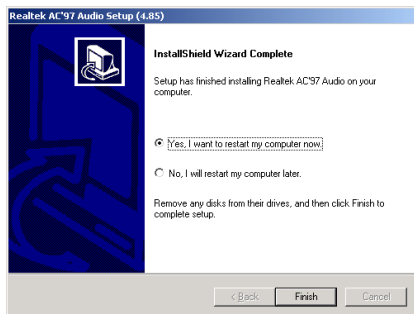 Realtek AC'97 Audio Setup (4.85)
InstallShield Wizard Complete
Setup has finished installing Realtek AC'97 Audio on your
computer.
Yes, I want to restart my computer now.
No, I will restart my computer later.
Remove any disks from their drives, and then click Finish to
complete setup.
< Back Finish Cancel